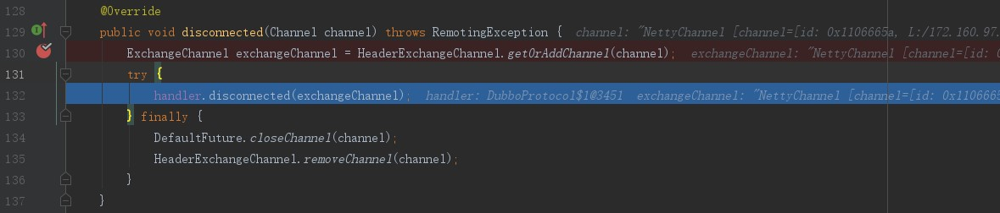 128 @Override
129 public void disconnected(Channel channel) throws RemotingException { channel: "NettyChannel [channel=[id: 0x1106665a, L:/172.160.97.
130 ExchangeChannel exchangeChannel = HeaderExchangeChannel.getOrAddChannel(channel); exchangeChannel: "NettyChannel [channel=[id: 0
131 try {
132 handler.disconnected(exchangeChannel); handler: DubboProtocol$1@3451 exchangeChannel: "NettyChannel [channel=[id: 0x1106665
133 } finally {
134 DefaultFuture.closeChannel(channel);
135 HeaderExchangeChannel.removeChannel(channel);
136 }
137 }